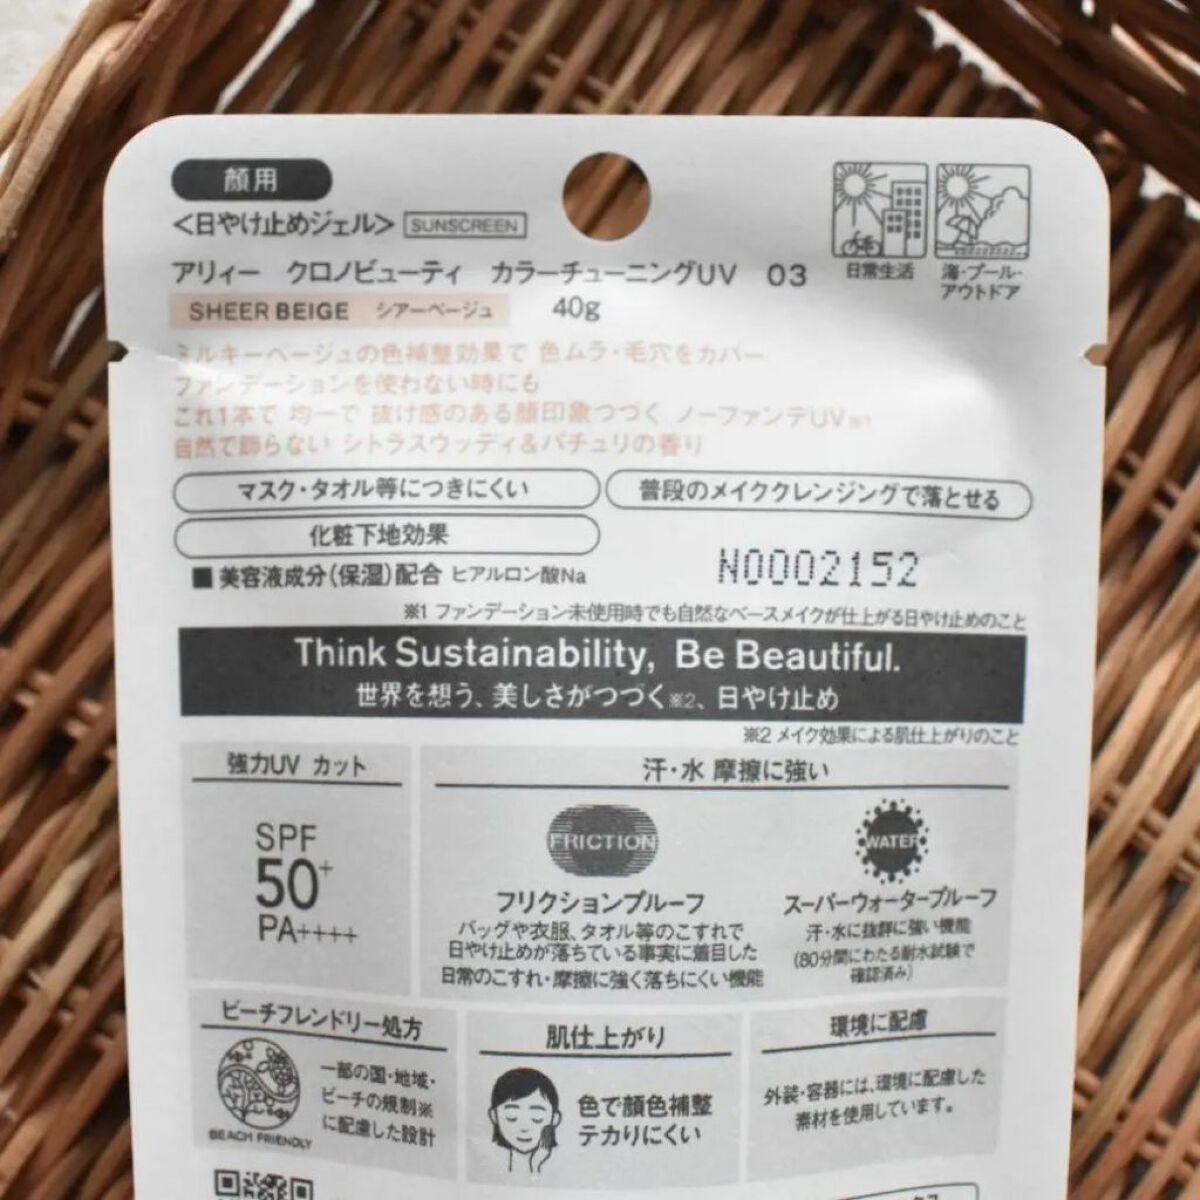 顔用
<日やけ止めジェル> SUNSCREEN
アリィー クロノビューティ カラーチューニングUV 03
SHEER BEIGE シアーベージュ 40g
日常生活
海・プール・
アウトドア
ミルキーベージュの色補整効果で 色ムラ・毛穴をカバー
ファンデーションを使わない時にも
これ1本で 均一で 抜け感のある顔印象つづく ノーファンデUV※1
自然で飾らない シトラスウッディ&パチュリの香り
マスク・タオル等につきにくい
普段のメイククレンジングで落とせる
化粧下地効果
■美容液成分(保湿)配合 ヒアルロン酸Na
N0002152
※1 ファンデーション未使用時でも自然なベースメイクが仕上がる日やけ止めのこと
Think Sustainability, Be Beautiful.
世界を想う、美しさがつづく※2、日やけ止め
※2 メイク効果による肌仕上がりのこと
強力UV カット
SPF
50+
PA++++
汗・水 摩擦に強い
FRICTION
フリクションプルーフ
バッグや衣服、タオル等のこすれで
日やけ止めが落ちている事実に着目した
日常のこすれ・摩擦に強く落ちにくい機能
WATER
スーパーウォータープルーフ
汗・水に抜群に強い機能
(80分間にわたる耐水試験で
確認済み)
ビーチフレンドリー処方
BEACH FRIENDLY
一部の国・地域・
ビーチの規制※
に配慮した設計
肌仕上がり
色で顔色補整
テカりにくい
環境に配慮
外装・容器には、環境に配慮した
素材を使用しています。